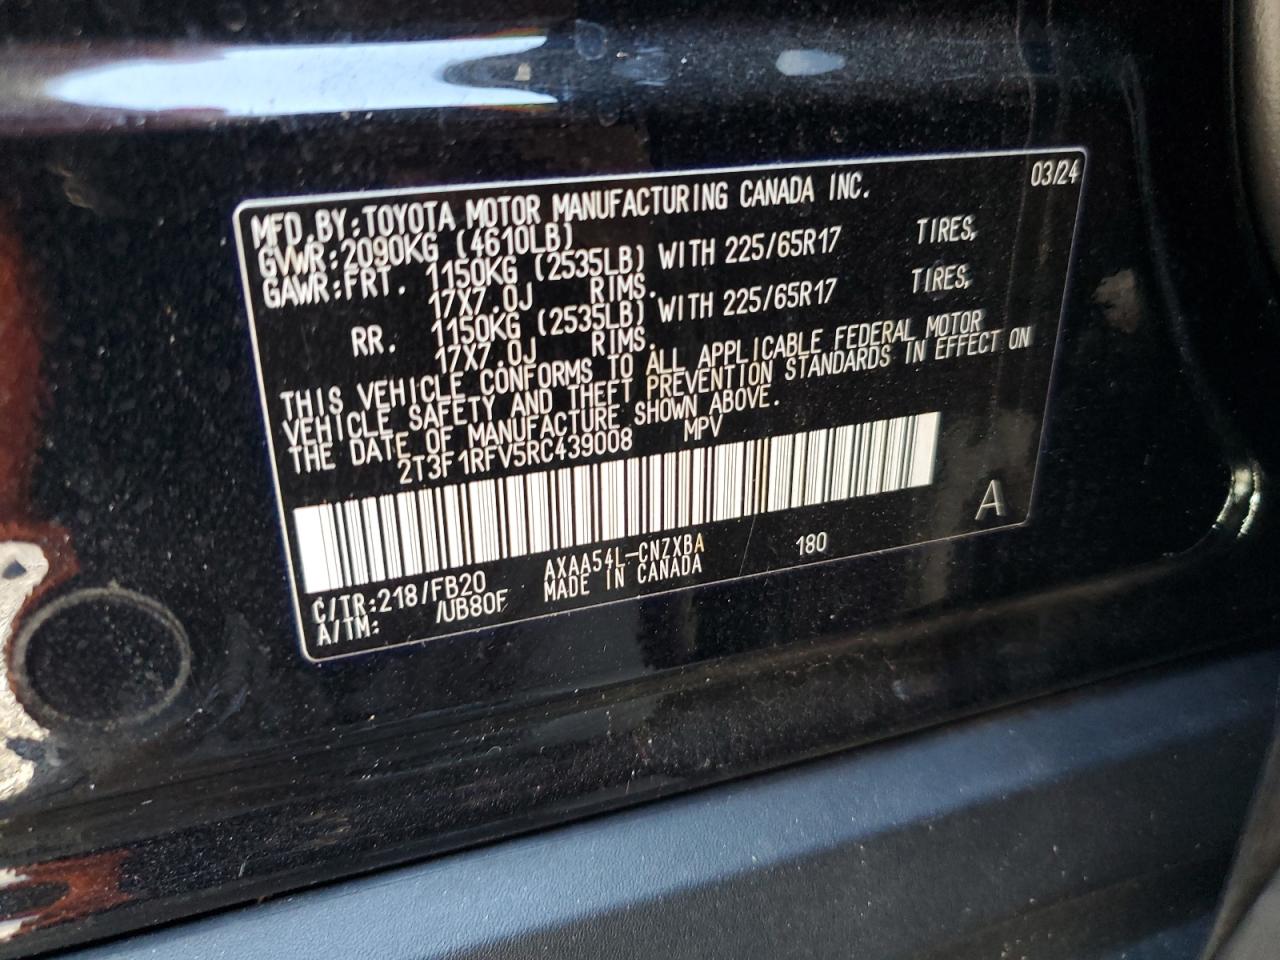 MFD. BY: TOYOTA MOTOR MANUFACTURING CANADA INC. 03/24
GVWR: 2090KG (4610LB)
GAWR: FRT. 1150KG (2535LB) WITH 225/65R17 TIRES,
17X7.0J RIMS.
RR. 1150KG (2535LB) WITH 225/65R17 TIRES,
17X7.0J RIMS.
THIS VEHICLE CONFORMS TO ALL APPLICABLE FEDERAL MOTOR
VEHICLE SAFETY AND THEFT PREVENTION STANDARDS IN EFFECT ON
THE DATE OF MANUFACTURE SHOWN ABOVE.
2T3F1RFV5RC439008 MPV
A
C/TR: 218/FB20 AXAA54L-CNZXBA 180
A/TM: /UB80F MADE IN CANADA